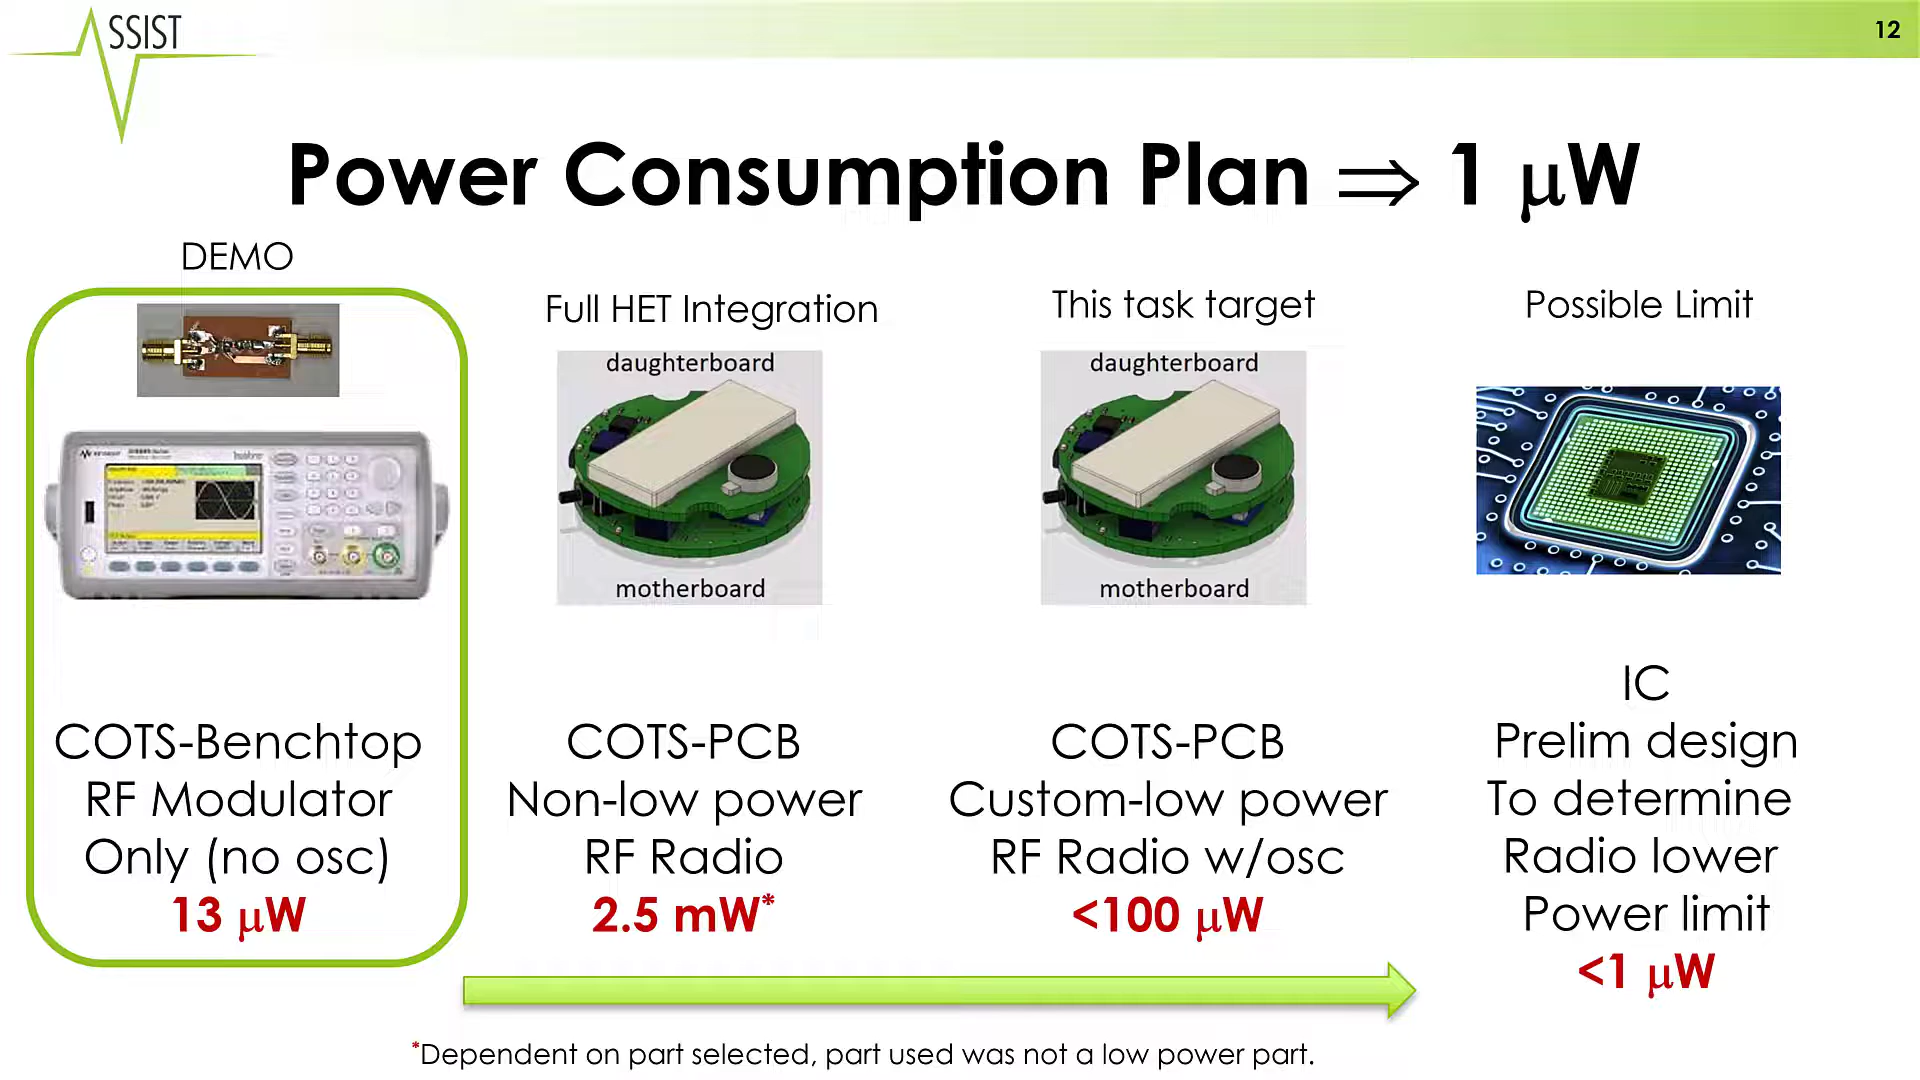 SSIST
12
Power Consumption Plan ⇒ 1 μW
DEMO
Full HET Integration
This task target
Possible Limit
daughterboard
motherboard
daughterboard
motherboard
COTS-Benchtop
RF Modulator
Only (no osc)
13 μW
COTS-PCB
Non-low power
RF Radio
2.5 mW*
COTS-PCB
Custom-low power
RF Radio w/osc
<100 μW
IC
Prelim design
To determine
Radio lower
Power limit
<1 μW
*Dependent on part selected, part used was not a low power part.